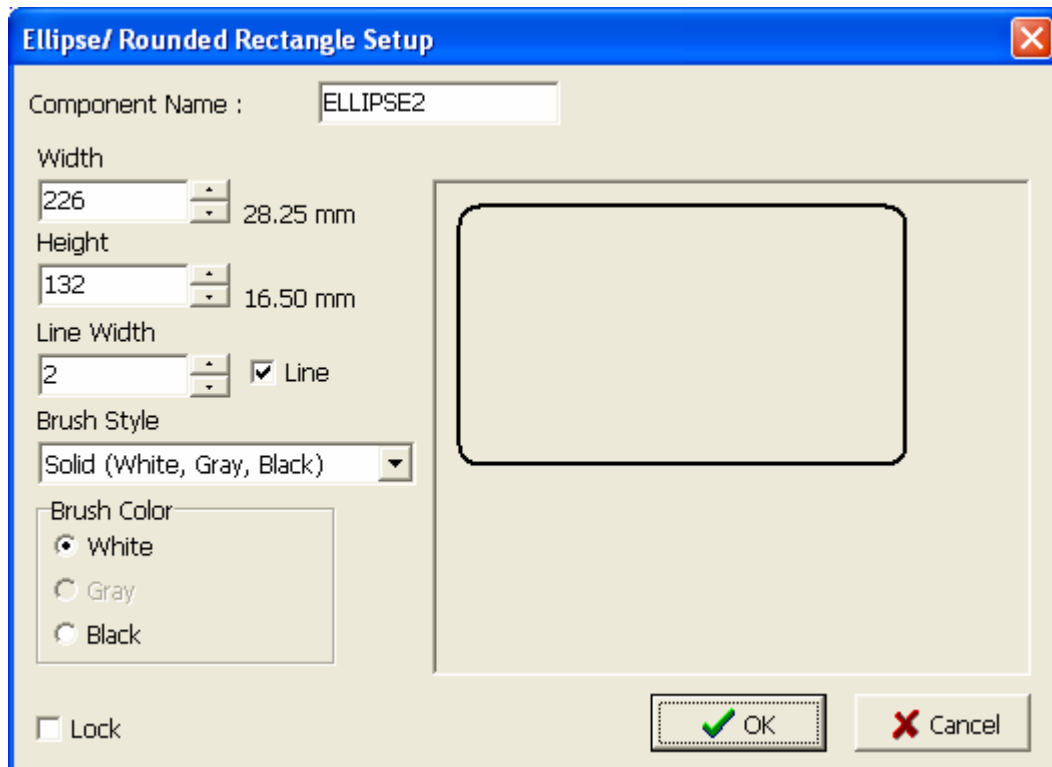 Ellipse/ Rounded Rectangle Setup
Component Name : ELLIPSE2
Width
226 28.25 mm
Height
132 16.50 mm
Line Width
2 Line
Brush Style
Solid (White, Gray, Black)
Brush Color
White
Gray
Black
Lock OK Cancel